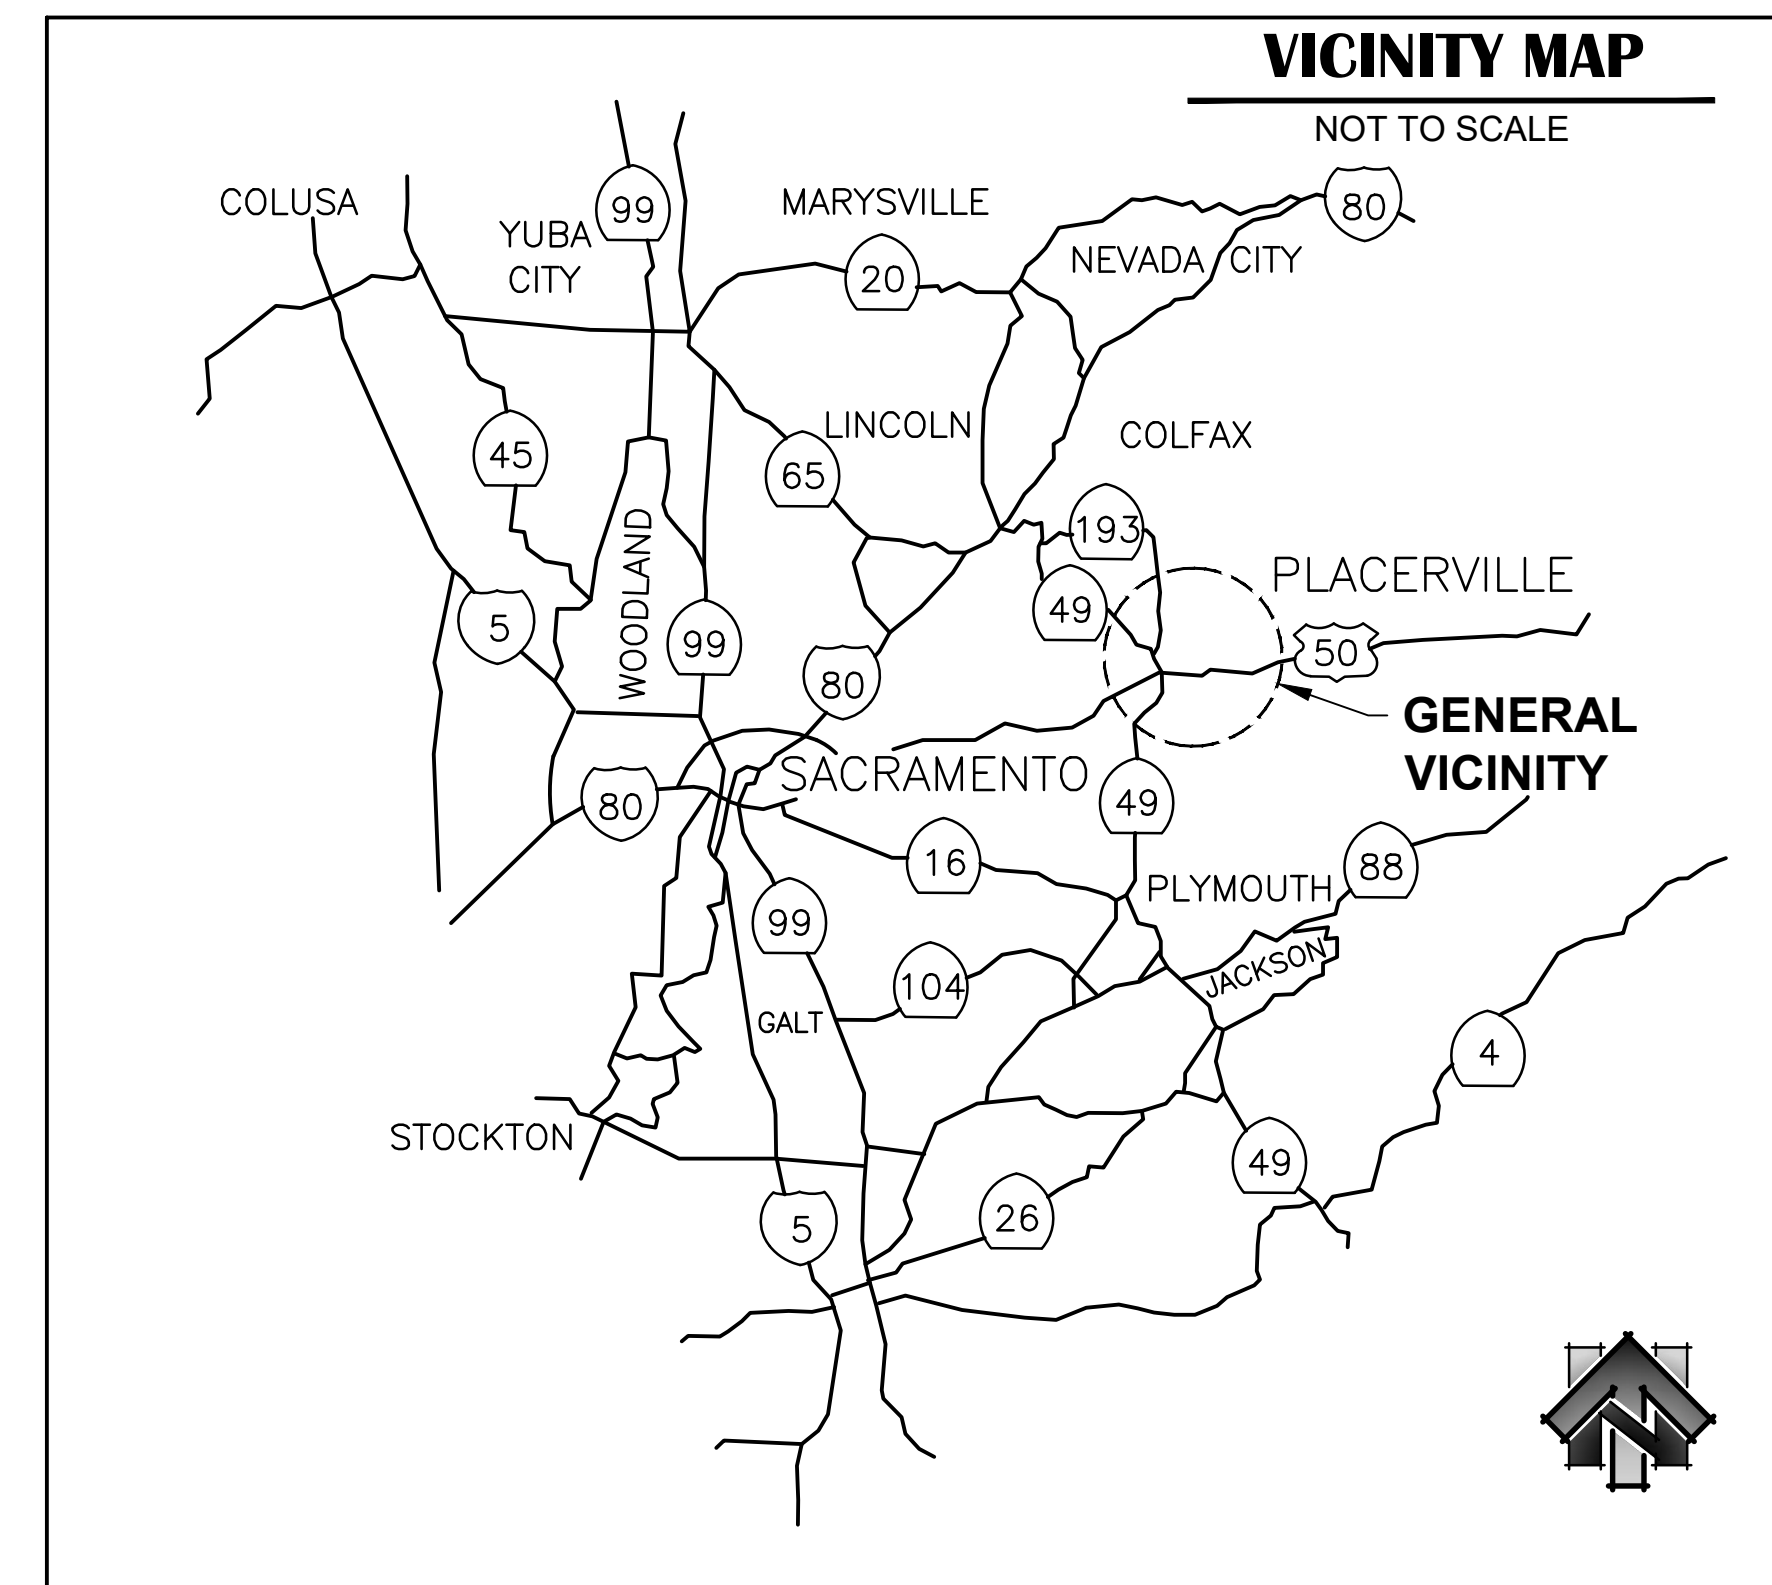 VICINITY MAP
NOT TO SCALE
COLUSA
YUBA
CITY
99
MARYSVILLE
20
NEVADA CITY
80
45
65
LINCOLN
COLFAX
193
49
PLACERVILLE
50
5
WOODLAND
99
80
GENERAL
VICINITY
SACRAMENTO
80
49
16
PLYMOUTH
88
99
104
JACKSON
GALT
4
STOCKTON
49
5
26
N